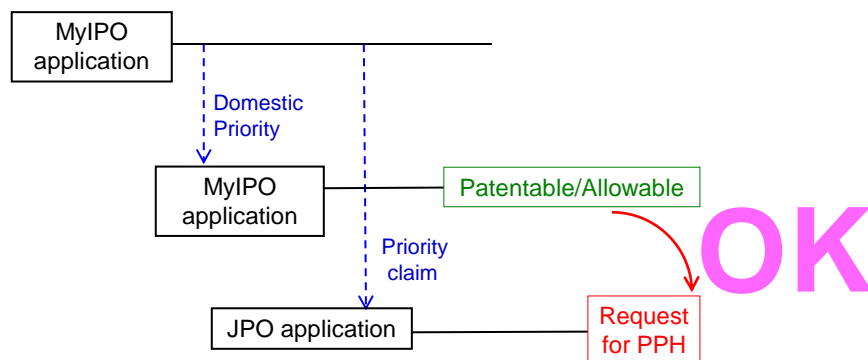 MyIPO
application
Domestic
Priority
MyIPO
application
Patentable/Allowable
OK
Priority
claim
JPO application
Request
for PPH